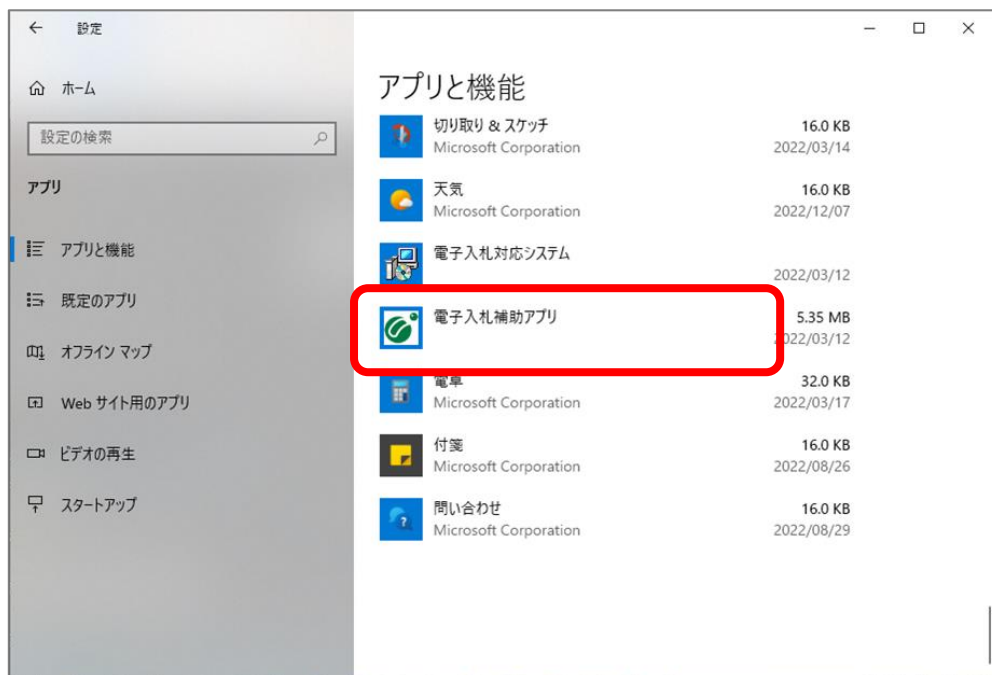 設定
ホーム
設定の検索
アプリ
アプリと機能
既定のアプリ
オフライン マップ
Web サイト用のアプリ
ビデオの再生
スタートアップ
アプリと機能
切り取り & スケッチ 16.0 KB
Microsoft Corporation 2022/03/14
天気 16.0 KB
Microsoft Corporation 2022/12/07
電子入札対応システム
2022/03/12
電子入札補助アプリ 5.35 MB
2022/03/12
電卓 32.0 KB
Microsoft Corporation 2022/03/17
付箋 16.0 KB
Microsoft Corporation 2022/08/26
問い合わせ 16.0 KB
Microsoft Corporation 2022/08/29